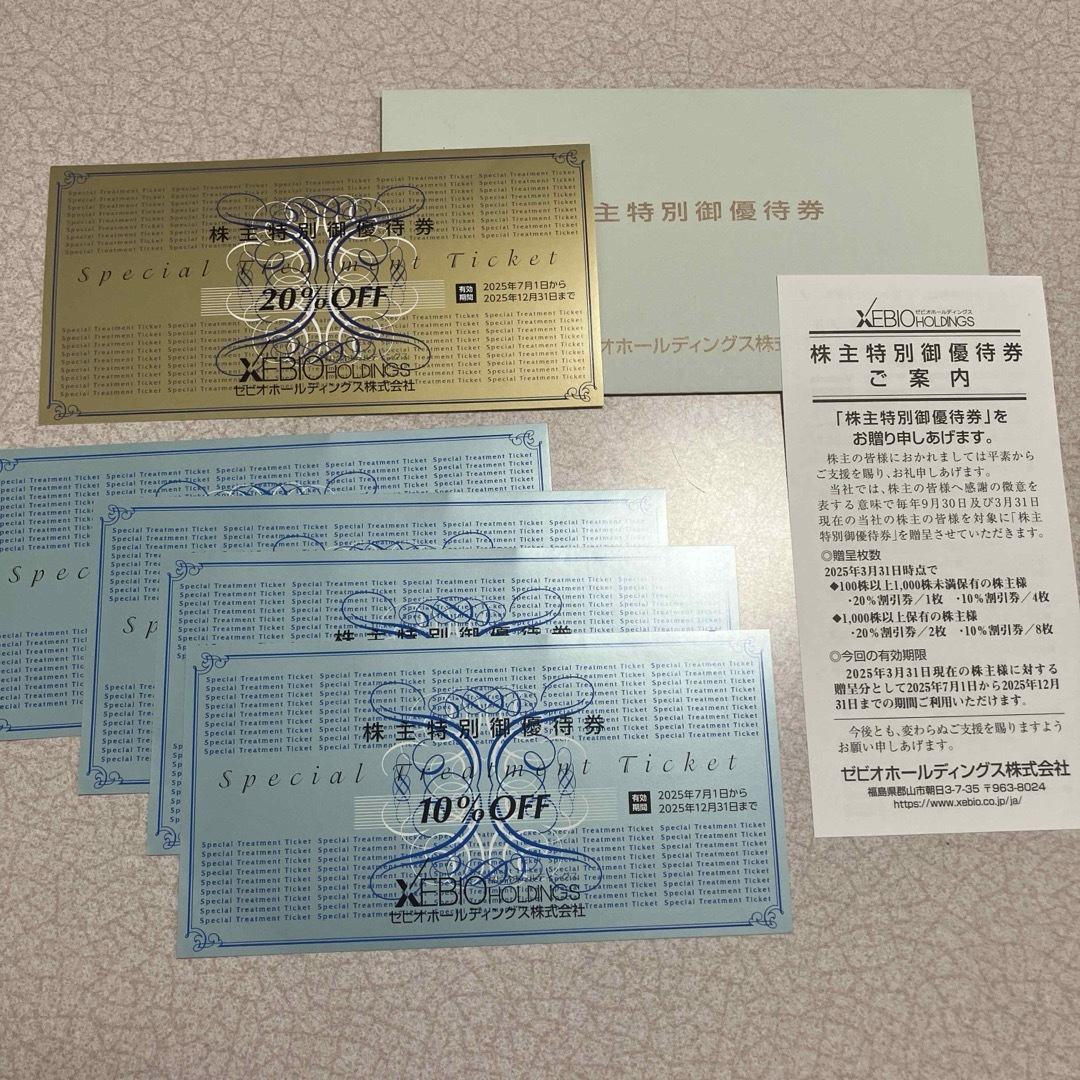 株主特別御優待券
Special Treatment Ticket
20%OFF
有効期間
2025年7月1日から
2025年12月31日まで
XEBIO HOLDINGS
ゼビオホールディングス株式会社
主特別御優待券
オホールディングス株式
ゼビオホールディングス
XEBIO HOLDINGS
株主特別御優待券
ご案内
「株主特別御優待券」を
お贈り申しあげます。
株主の皆様におかれましては平素から
ご支援を賜り、お礼申しあげます。
当社では、株主の皆様へ感謝の微意を
表する意味で毎年9月30日及び3月31日
現在の当社の株主の皆様を対象に「株主
特別御優待券」を贈呈させていただきます。
◎贈呈枚数
2025年3月31日時点で
◆100株以上1,000株未満保有の株主様
・20%割引券／1枚 ・10%割引券／4枚
◆1,000株以上保有の株主様
・20%割引券／2枚 ・10%割引券／8枚
◎今回の有効期限
2025年3月31日現在の株主様に対する
贈呈分として2025年7月1日から2025年12月
31日までの期間ご利用いただけます。
今後とも、変わらぬご支援を賜りますよう
お願い申しあげます。
ゼビオホールディングス株式会社
福島県郡山市朝日3-7-35 〒963-8024
https://www.xebio.co.jp/ja/
Spec
Sp
株主特別御優待券
株主特別御優待券
Special Treatment Ticket
10%OFF
有効期間
2025年7月1日から
2025年12月31日まで
XEBIO HOLDINGS
ゼビオホールディングス株式会社